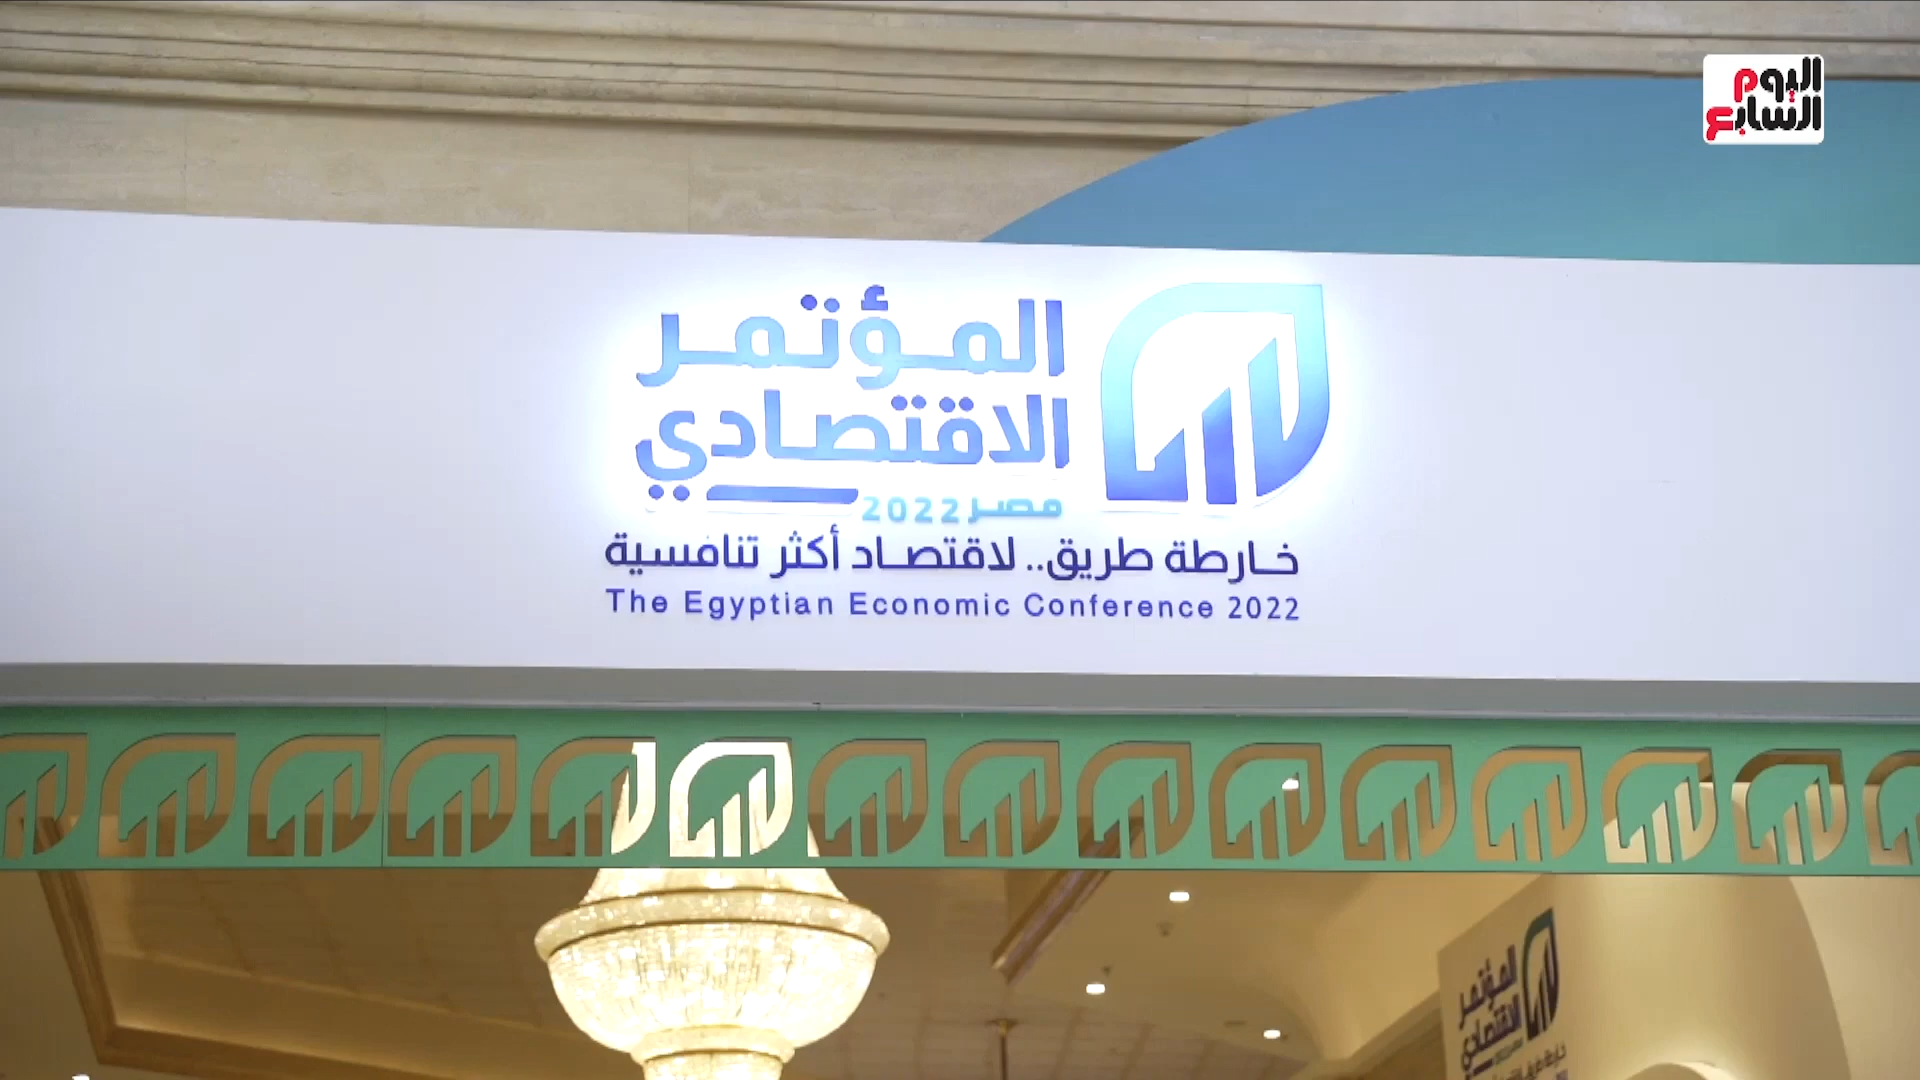 اليوم
السابع
المؤتمر
الاقتصادي
مصر 2022
خارطة طريق.. لاقتصاد أكثر تنافسية
The Egyptian Economic Conference 2022
المؤتمر
الاقتصادي